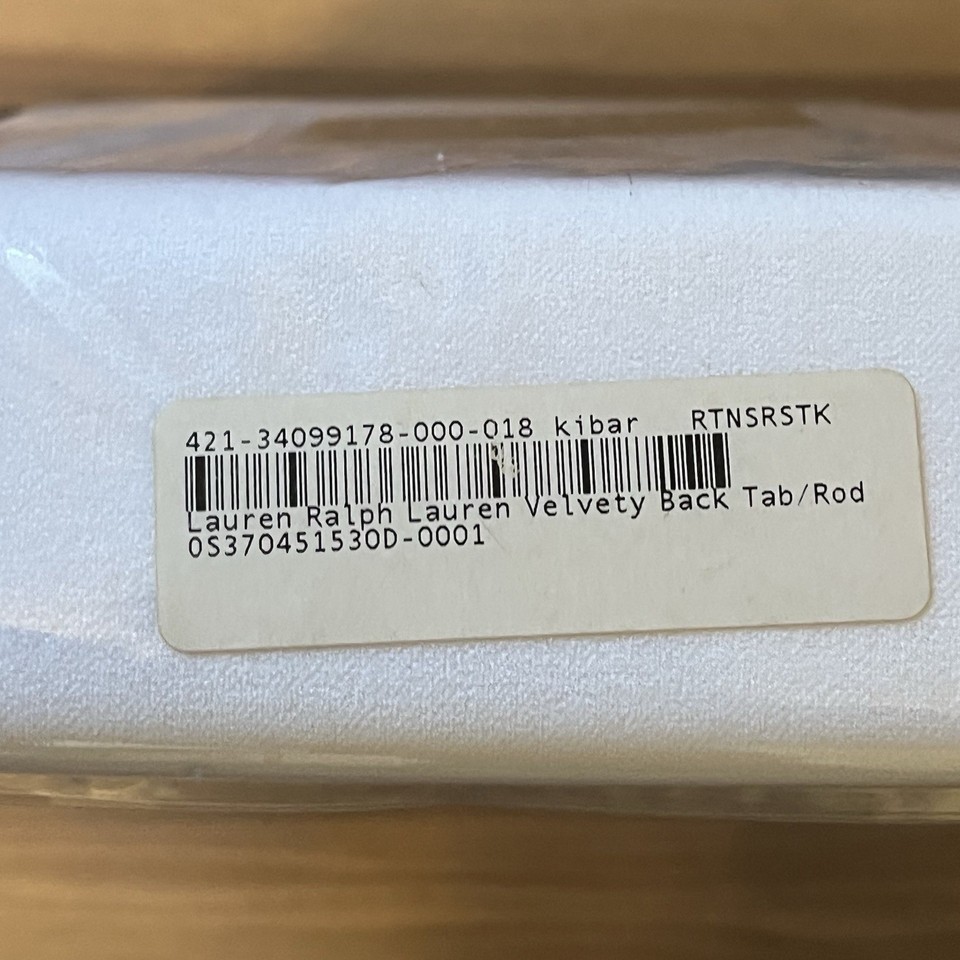 421-34099178-000-018 kibar RTNSRSTK
Lauren Ralph Lauren Velvety Back Tab/Rod
0S370451530D-0001